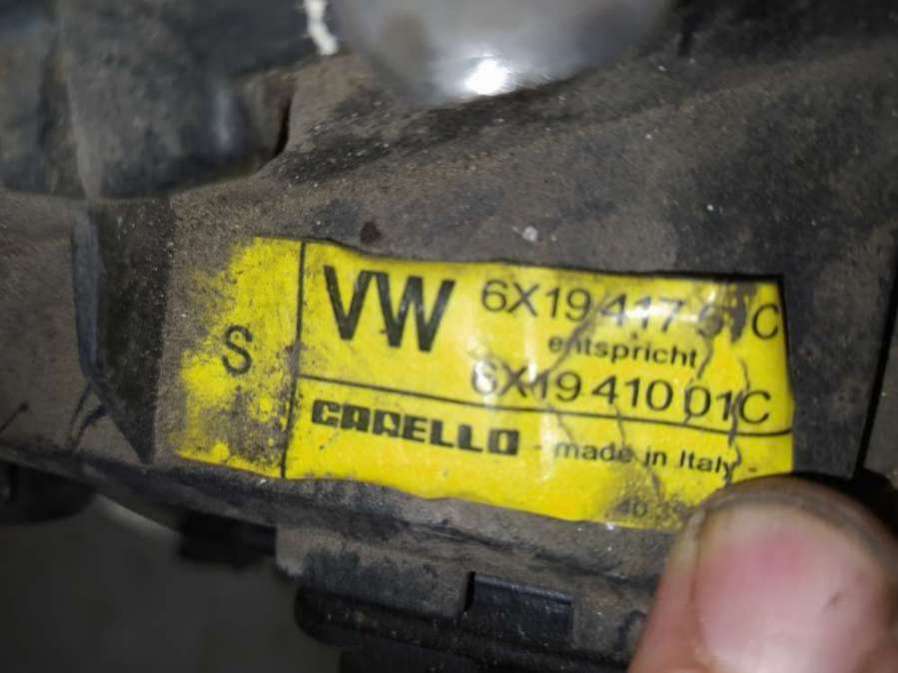 S
VW
6X1941751C
entspricht
6X1941001C
CARELLO
- made in Italy -